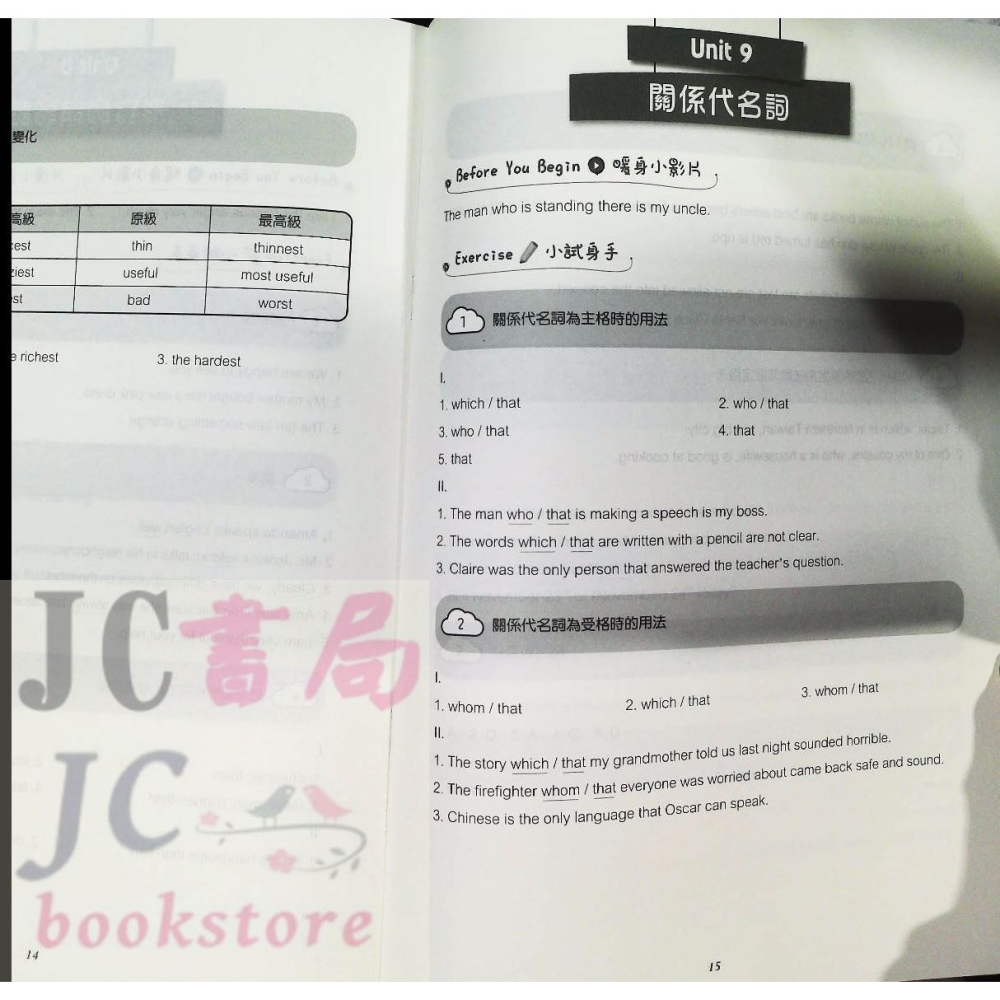 變化
高級 原級 最高級
cest thin thinnest
ziest useful most useful
st bad worst
e richest 3. the hardest
14
Unit 9
關係代名詞
Before You Begin 暖身小影片
The man who is standing there is my uncle.
Exercise 小試身手
1 關係代名詞為主格時的用法
I.
1. which / that 2. who / that
3. who / that 4. that
5. that
II.
1. The man who / that is making a speech is my boss.
2. The words which / that are written with a pencil are not clear.
3. Claire was the only person that answered the teacher's question.
2 關係代名詞為受格時的用法
I.
1. whom / that 2. which / that 3. whom / that
II.
1. The story which / that my grandmother told us last night sounded horrible.
2. The firefighter whom / that everyone was worried about came back safe and sound.
3. Chinese is the only language that Oscar can speak.
15
JC書局
JC
bookstore